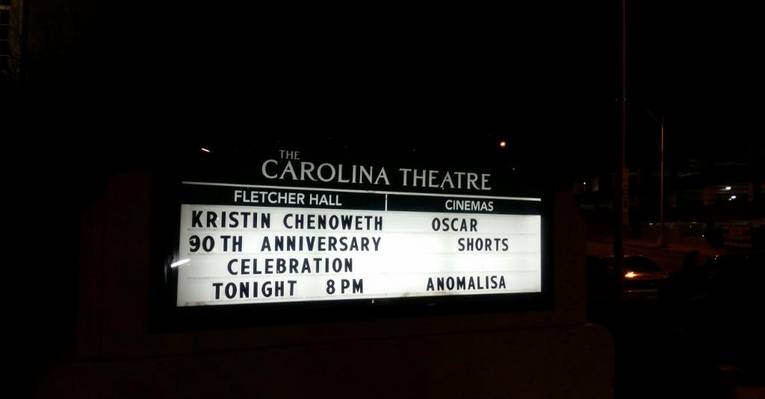 THE
CAROLINA THEATRE
FLETCHER HALL
KRISTIN CHENOWETH
90TH ANNIVERSARY
CELEBRATION
TONIGHT 8PM
CINEMAS
OSCAR
SHORTS
ANOMALISA